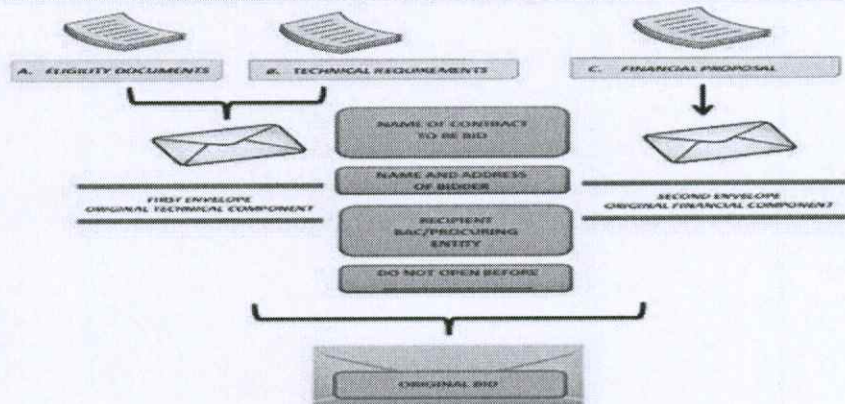 A. ELIGILITY DOCUMENTS
B. TECHNICAL REQUIREMENTS
C. FINANCIAL PROPOSAL
NAME OF CONTRACT
TO BE BID
NAME AND ADDRESS
OF BIDDER
FIRST ENVELOPE
ORIGINAL TECHNICAL COMPONENT
SECOND ENVELOPE
ORIGINAL FINANCIAL COMPONENT
RECIPIENT
BAC/PROCURING
ENTITY
DO NOT OPEN BEFORE
ORIGINAL BID